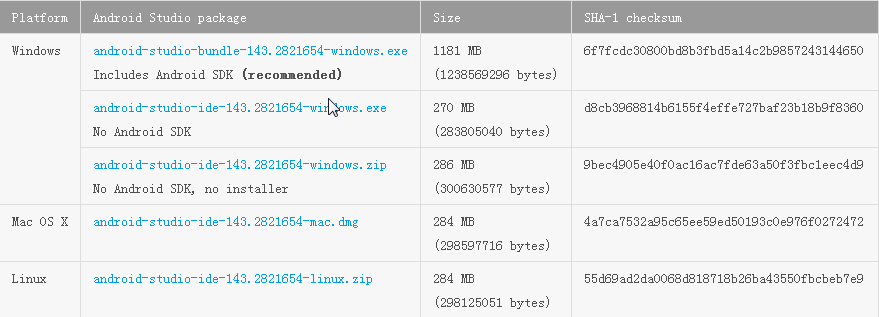 Platform Android Studio package Size SHA-1 checksum
Windows android-studio-bundle-143.2821654-windows.exe 1181 MB 6f7fcdc30800bd8b3fbd5a14c2b9857243144650
Includes Android SDK (recommended) (1238569296 bytes)
android-studio-ide-143.2821654-windows.exe 270 MB d8cb3968814b6155f4effe727baf23b18b9f8360
No Android SDK (283805040 bytes)
android-studio-ide-143.2821654-windows.zip 286 MB 9bec4905e40f0ac16ac7fde63a50f3fbc1eec4d9
No Android SDK, no installer (300630577 bytes)
Mac OS X android-studio-ide-143.2821654-mac.dmg 284 MB 4a7ca7532a95c65ee59ed50193c0e976f0272472
(298597716 bytes)
Linux android-studio-ide-143.2821654-linux.zip 284 MB 55d69ad2da0068d818718b26ba43550fbcbeb7e9
(298125051 bytes)